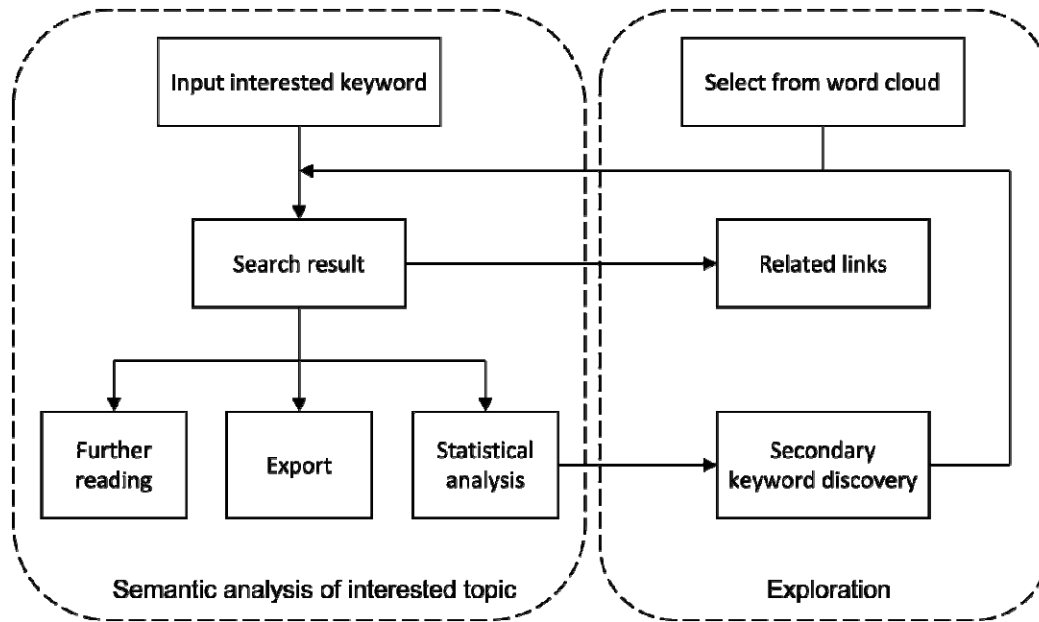 Input interested keyword
Select from word cloud
Search result
Related links
Further
reading
Export
Statistical
analysis
Secondary
keyword discovery
Semantic analysis of interested topic
Exploration